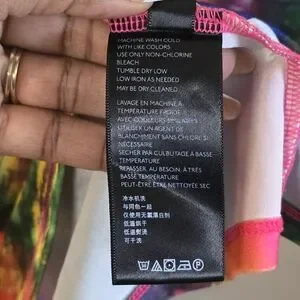 MACHINE WASH COLD
WITH LIKE COLORS
USE ONLY NON-CHLORINE
BLEACH
TUMBLE DRY LOW
LOW IRON AS NEEDED
MAY BE DRY CLEANED.
LAVAGE EN MACHINE A
TEMPERATURE FROIDE
AVEC COULEURS SIMILAIRES
UTILISER UN AGENT DE
BLANCHIMENT SANS CHLORE SI
NÉCESSAIRE
SECHER PAR CULBUTAGE A BASSE
TEMPERATURE
REPASSER, AU BESOIN, À TRÈS
BASSE TEMPÉRATURE
PEUT-ÊTRE ÊTRE NETTOYÉE SEC
冷水机洗
与同色一起
仅使用无氯漂白剂
低温烘干
低温熨烫
可干洗